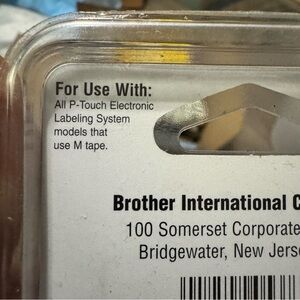 For Use With:
All P-Touch Electronic
Labeling System
models that
use M tape.
Brother International
100 Somerset Corporate
Bridgewater, New